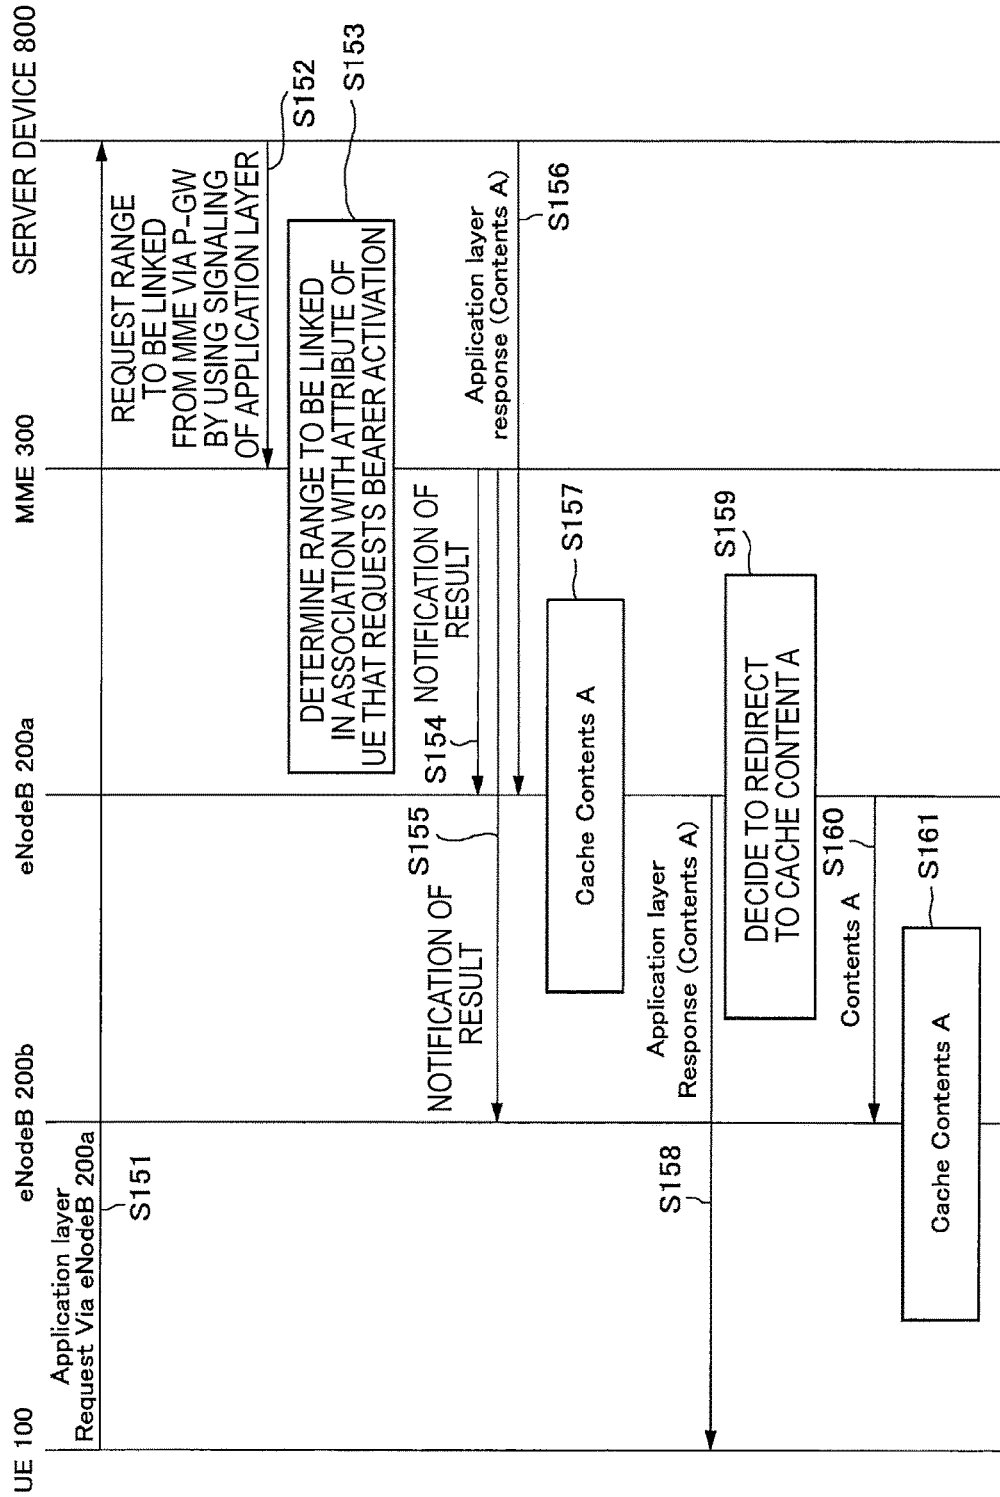 UE 100
eNodeB 200b
eNodeB 200a
MME 300
SERVER DEVICE 800
Application layer
Request Via eNodeB 200a
S151
REQUEST RANGE
TO BE LINKED
FROM MME VIA P-GW
BY USING SIGNALING
OF APPLICATION LAYER
S152
DETERMINE RANGE TO BE LINKED
IN ASSOCIATION WITH ATTRIBUTE OF
UE THAT REQUESTS BEARER ACTIVATION
S153
S154
NOTIFICATION OF
RESULT
NOTIFICATION OF
RESULT
S155
Application layer
response (Contents A)
S156
Cache Contents A
S157
Application layer
Response (Contents A)
S158
DECIDE TO REDIRECT
TO CACHE CONTENT A
S159
Contents A
S160
Cache Contents A
S161